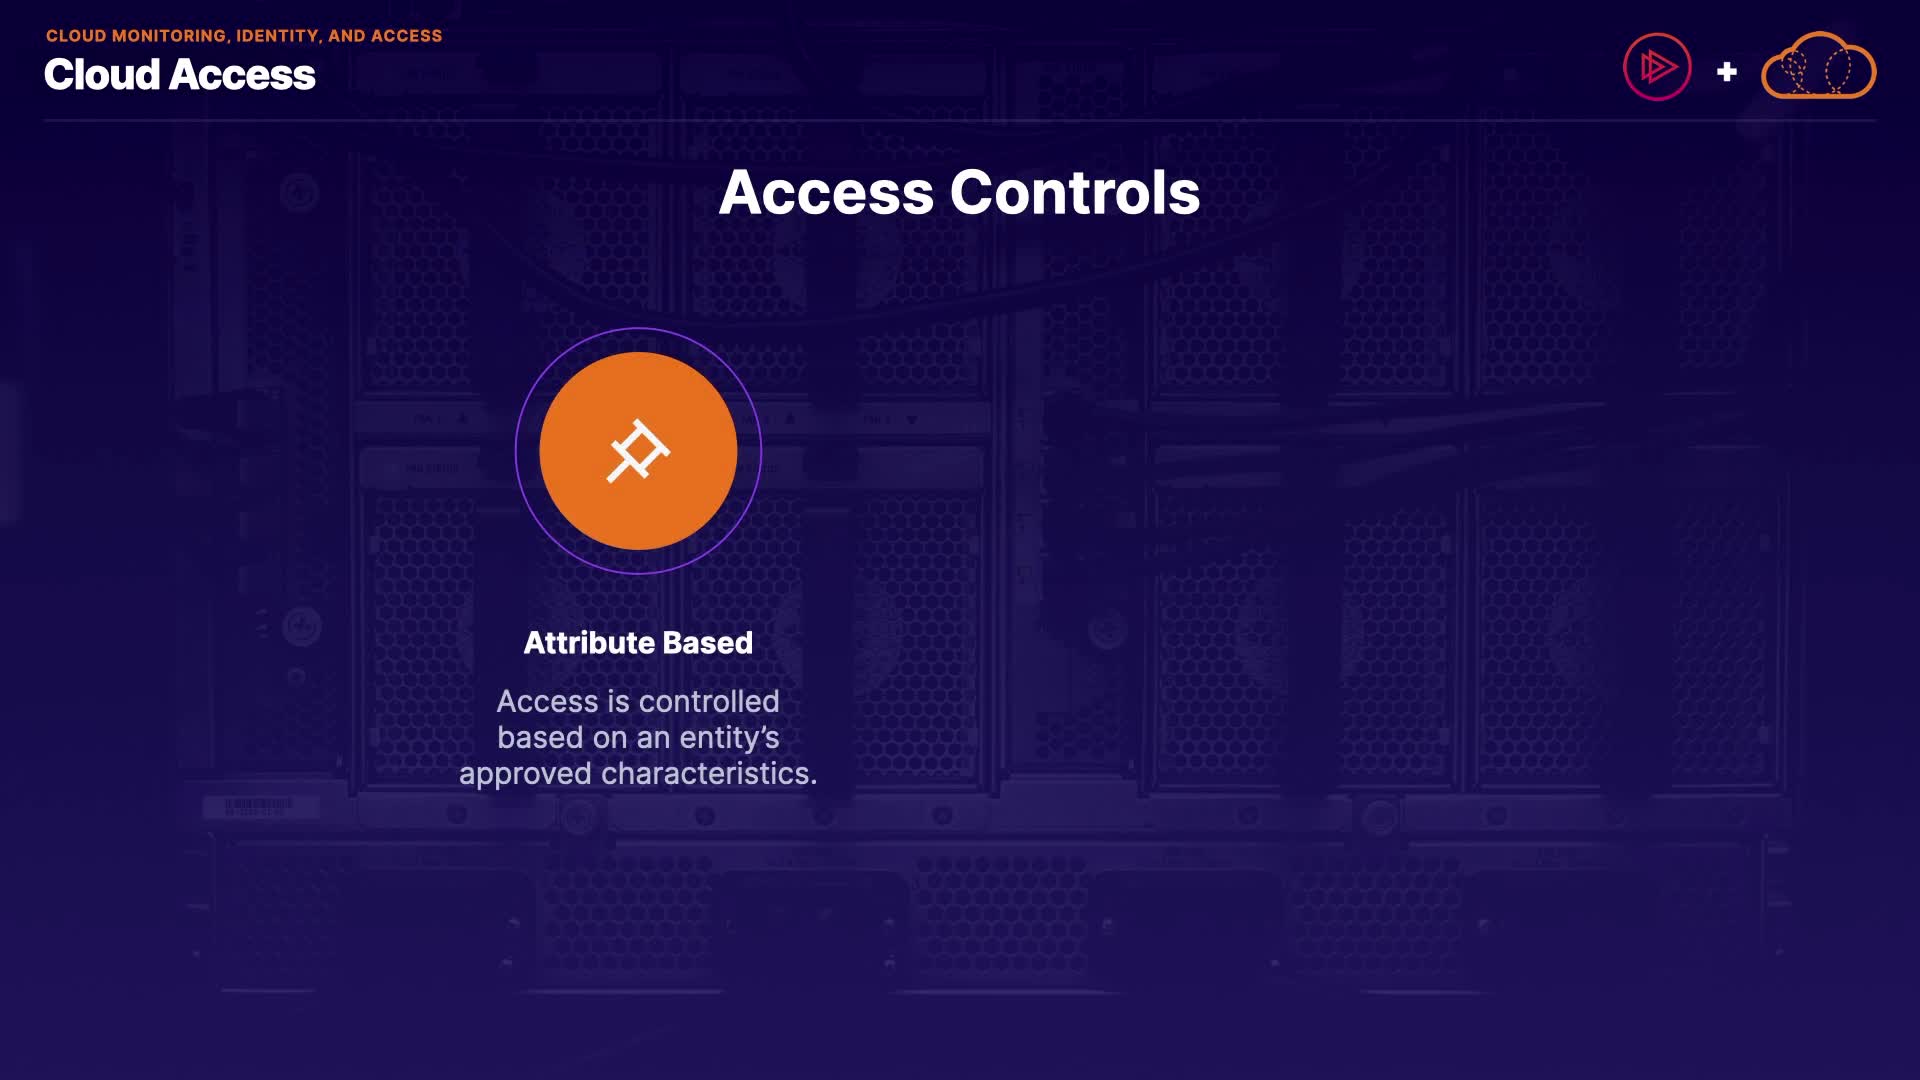 CLOUD MONITORING, IDENTITY, AND ACCESS
Cloud Access
Access Controls
Attribute Based
Access is controlled
based on an entity’s
approved characteristics.